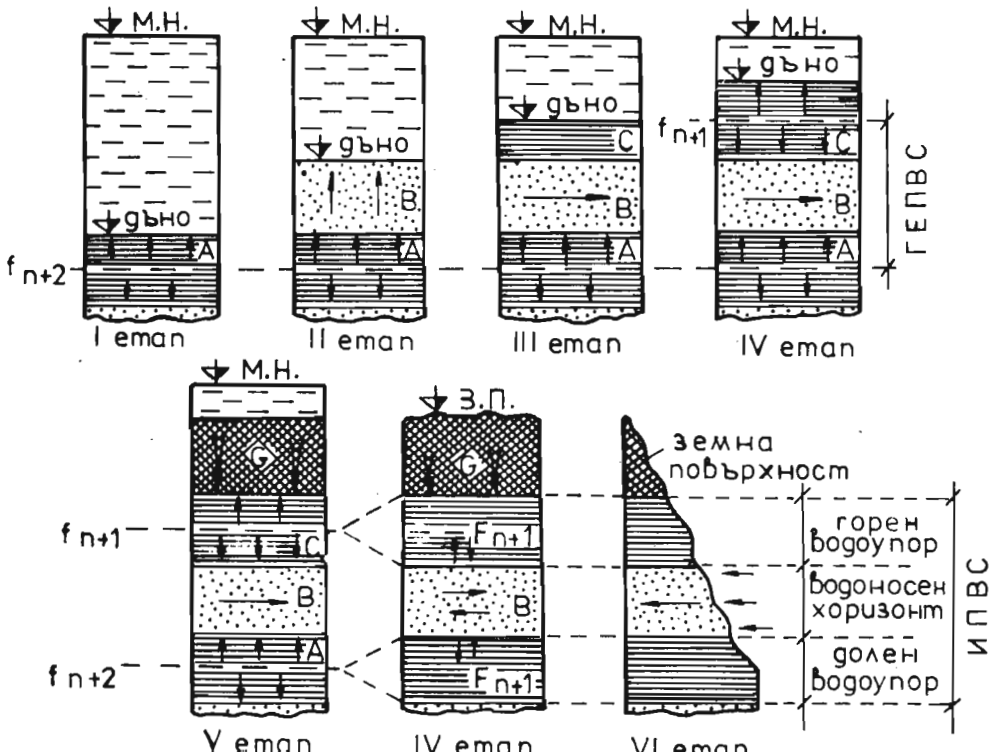 М.Н. М.Н. М.Н. М.Н.
дъно
дъно
дъно
дъно
f n+1
C
C
B
B
B
A
A
A
A
f n+2
ГЕПВС
I етап
II етап
III етап
IV етап
М.Н.
З.П.
G
G
земна
повърхност
f n+1
C
F n+1
горен
водоупор
B
B
водоносен
хоризонт
A
f n+2
F n+1
долен
водоупор
ИПВС
V етап
IV етап
VI етап